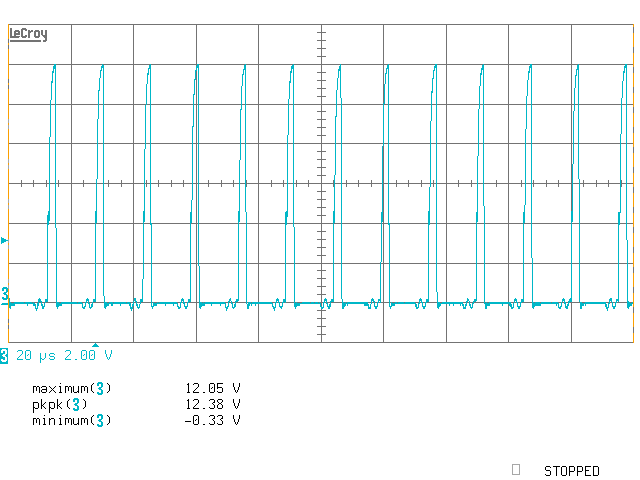 LeCroy
3
3 20 µs 2.00 V
maximum(3) 12.05 V
pkpk(3) 12.38 V
minimum(3) -0.33 V
STOPPED